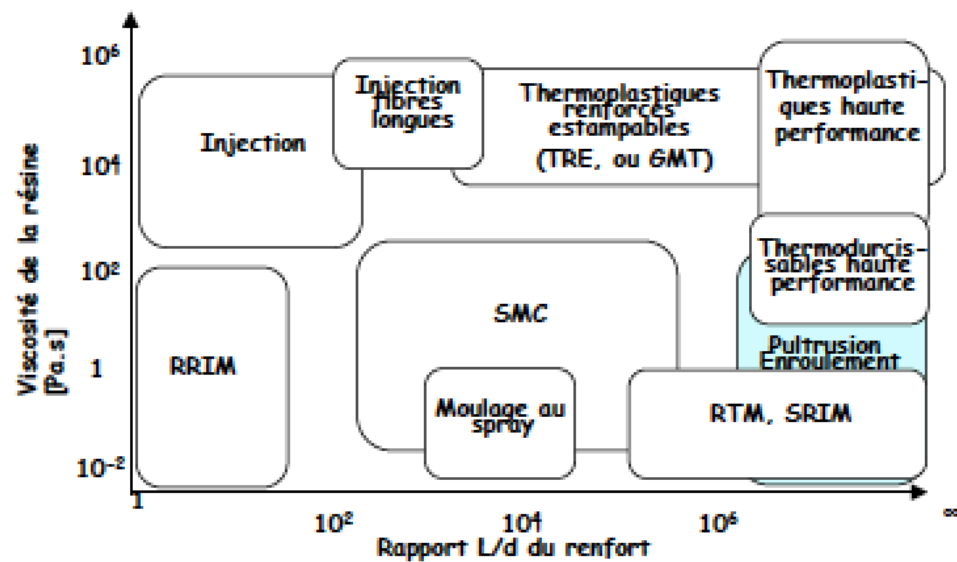 10⁶
10⁴
10²
1
10⁻²
Viscosité de la résine
[Pa.s]
Injection
Injection
fibres
longues
Thermoplastiques
renforcés
estampables
(TRE, ou GMT)
Thermoplasti-
ques haute
performance
Thermodurcis-
sables haute
performance
RRIM
SMC
Moulage au
spray
Pultrusion
Enroulement
RTM, SRIM
1
10²
10⁴
10⁶
∞
Rapport L/d du renfort